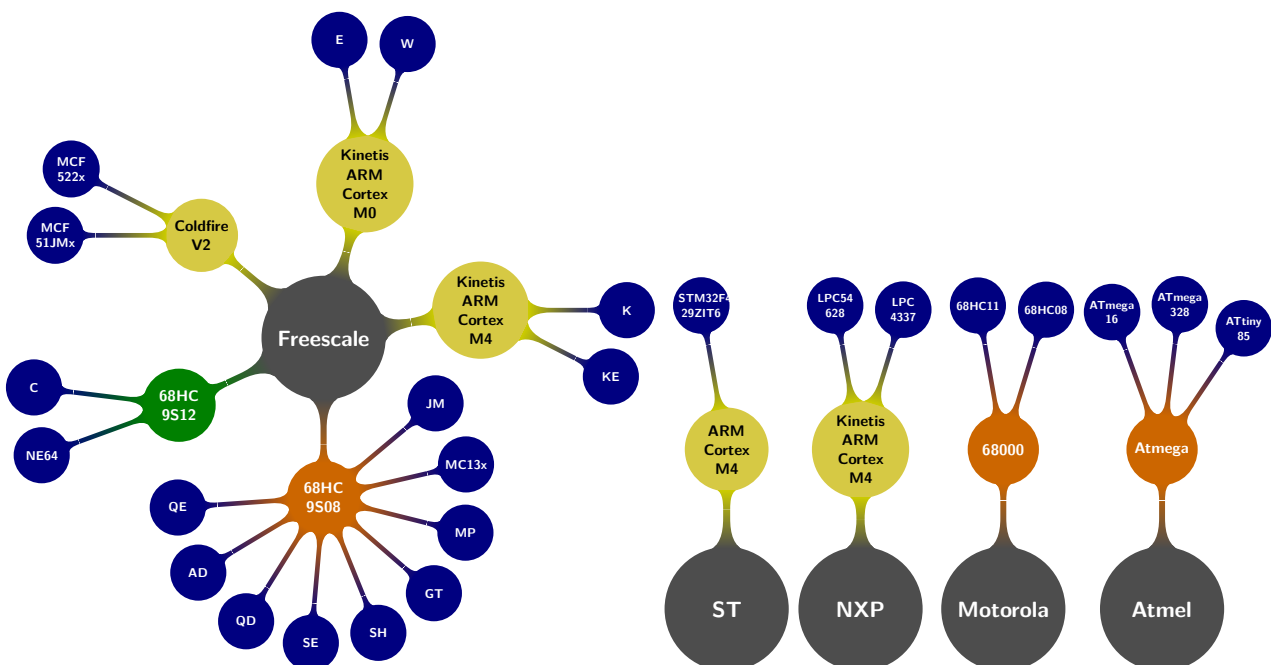 E
W
Kinetis
ARM
Cortex
M0
MCF
522x
MCF
51JMx
Coldfire
V2
Kinetis
ARM
Cortex
M4
K
KE
Freescale
C
NE64
68HC
9S12
JM
MC13x
MP
GT
SH
SE
QD
AD
QE
68HC
9S08
STM32F4
29ZIT6
ARM
Cortex
M4
ST
LPC54
628
LPC
4337
Kinetis
ARM
Cortex
M4
NXP
68HC11
68HC08
68000
Motorola
ATmega
16
ATmega
328
ATtiny
85
Atmega
Atmel